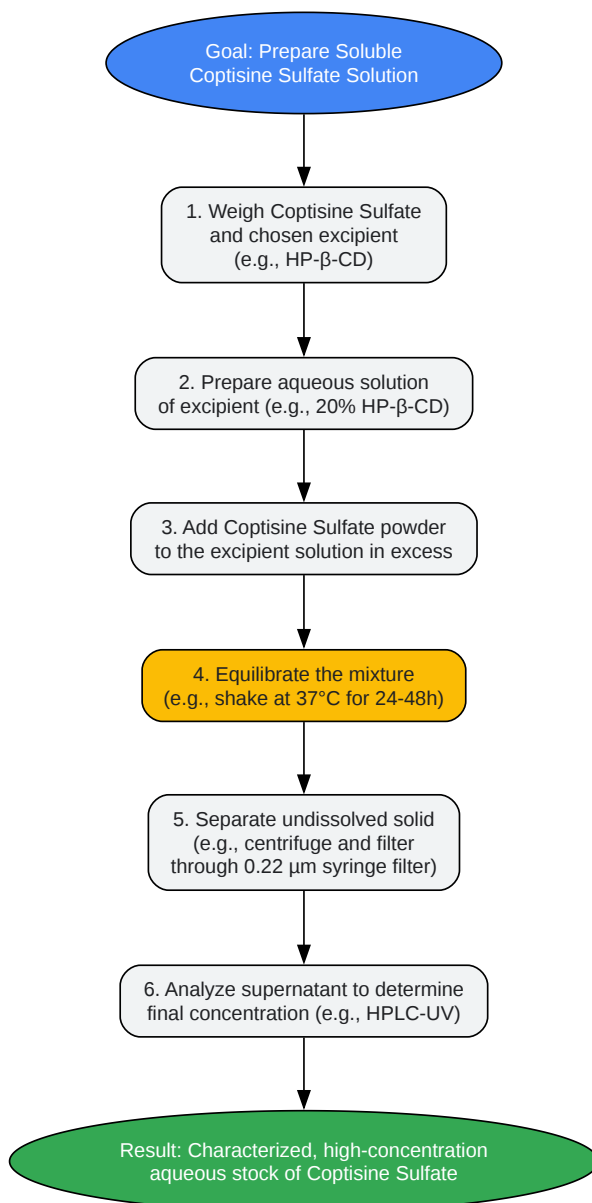 Goal: Prepare Soluble
Coptisine Sulfate Solution
1. Weigh Coptisine Sulfate
and chosen excipient
(e.g., HP-β-CD)
2. Prepare aqueous solution
of excipient (e.g., 20% HP-β-CD)
3. Add Coptisine Sulfate powder
to the excipient solution in excess
4. Equilibrate the mixture
(e.g., shake at 37°C for 24-48h)
5. Separate undissolved solid
(e.g., centrifuge and filter
through 0.22 µm syringe filter)
6. Analyze supernatant to determine
final concentration (e.g., HPLC-UV)
Result: Characterized, high-concentration
aqueous stock of Coptisine Sulfate